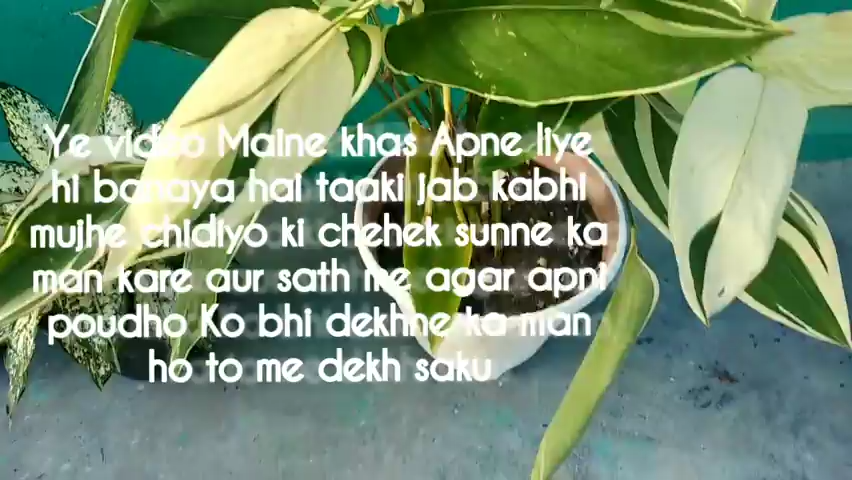 Ye video Maine khas Apne liye
hi banaya hai taaki jab kabhi
mujhe chidiyo ki chehek sunne ka
man kare aur sath me agar apni
poudho Ko bhi dekhne ka man
ho to me dekh saku